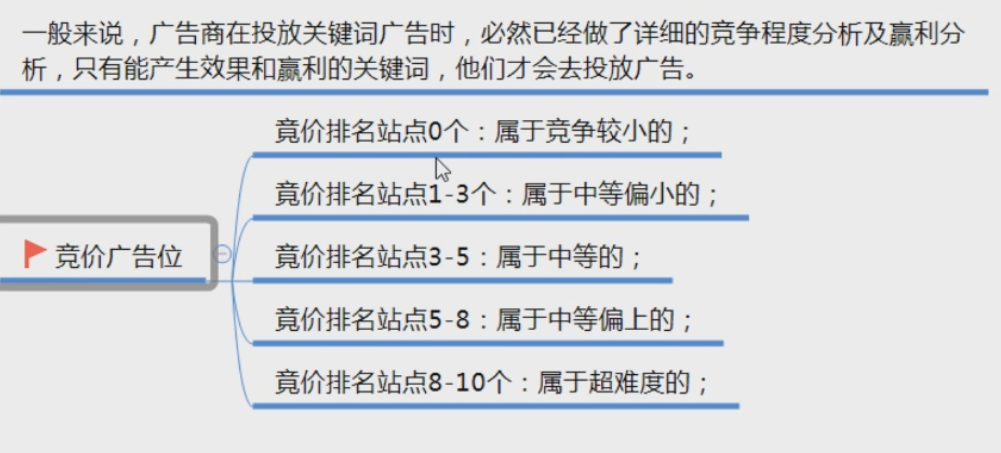 一般来说，广告商在投放关键词广告时，必然已经做了详细的竞争程度分析及赢利分
析，只有能产生效果和赢利的关键词，他们才会去投放广告。
竟价排名站点0个：属于竞争较小的；
竟价排名站点1-3个：属于中等偏小的；
竞价广告位
竟价排名站点3-5：属于中等的；
竟价排名站点5-8：属于中等偏上的；
竟价排名站点8-10个：属于超难度的；